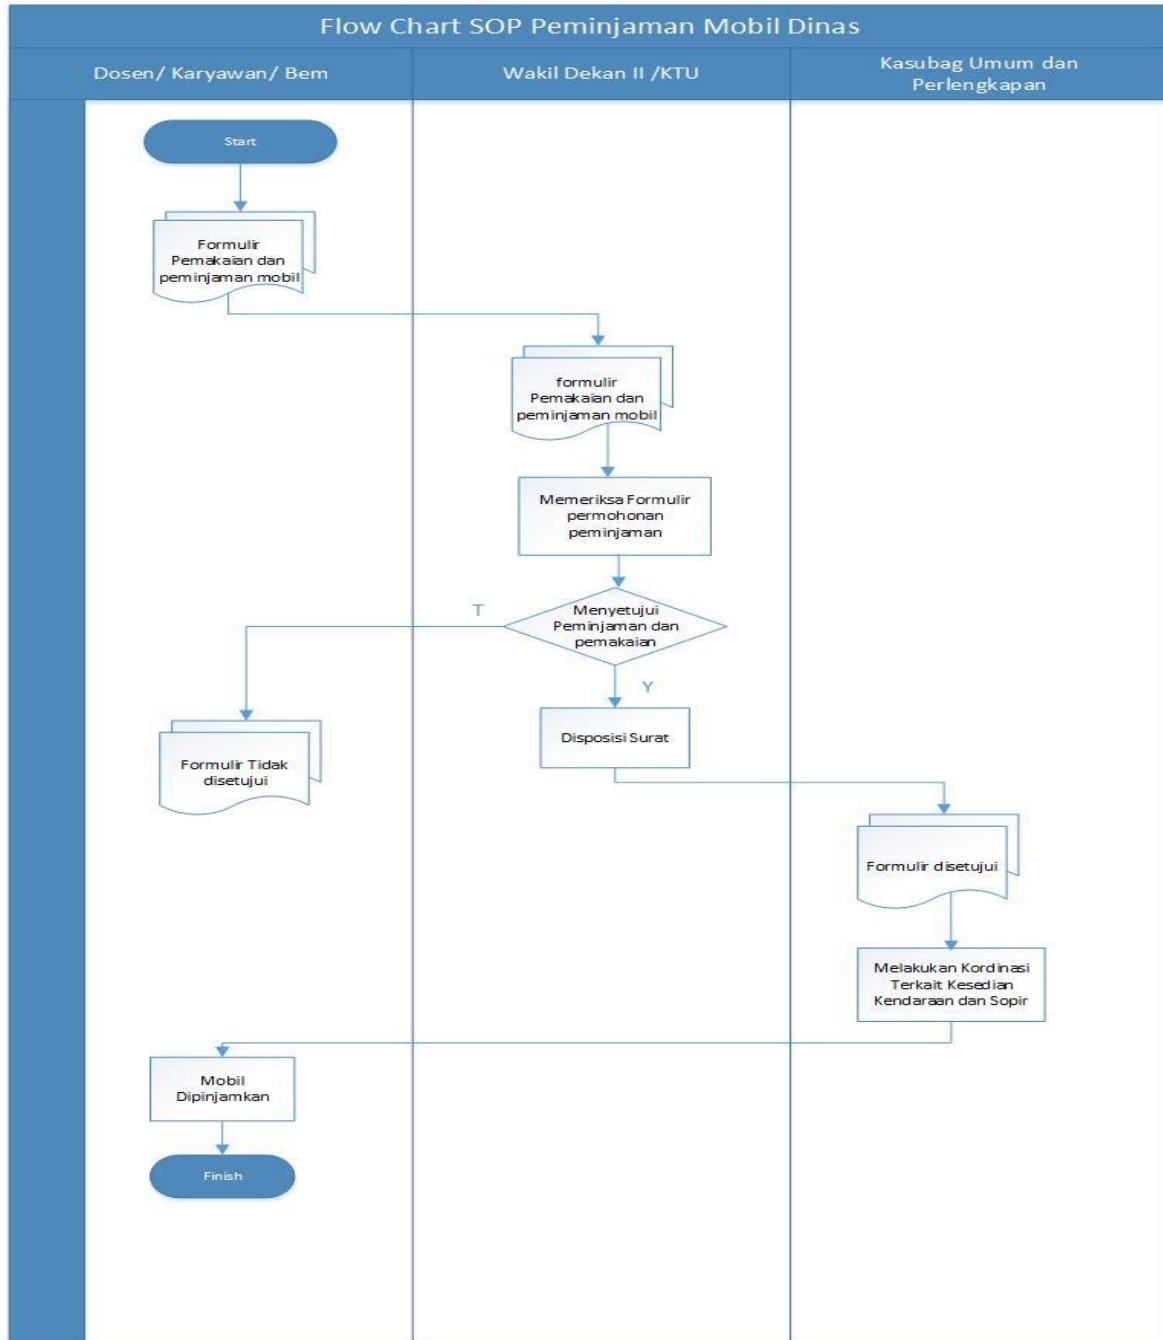 Flow Chart SOP Peminjaman Mobil Dinas
Dosen/ Karyawan/ Bem
Wakil Dekan II /KTU
Kasubag Umum dan
Perlengkapan
Start
Formulir
Pemakaian dan
peminjaman mobil
formulir
Pemakaian dan
peminjaman mobil
Memeriksa Formulir
permohonan
peminjaman
Menyetujui
Peminjaman dan
pemakaian
T
Y
Disposisi Surat
Formulir Tidak
disetujui
Formulir disetujui
Melakukan Kordinasi
Terkait Kesedian
Kendaraan dan Sopir
Mobil
Dipinjamkan
Finish